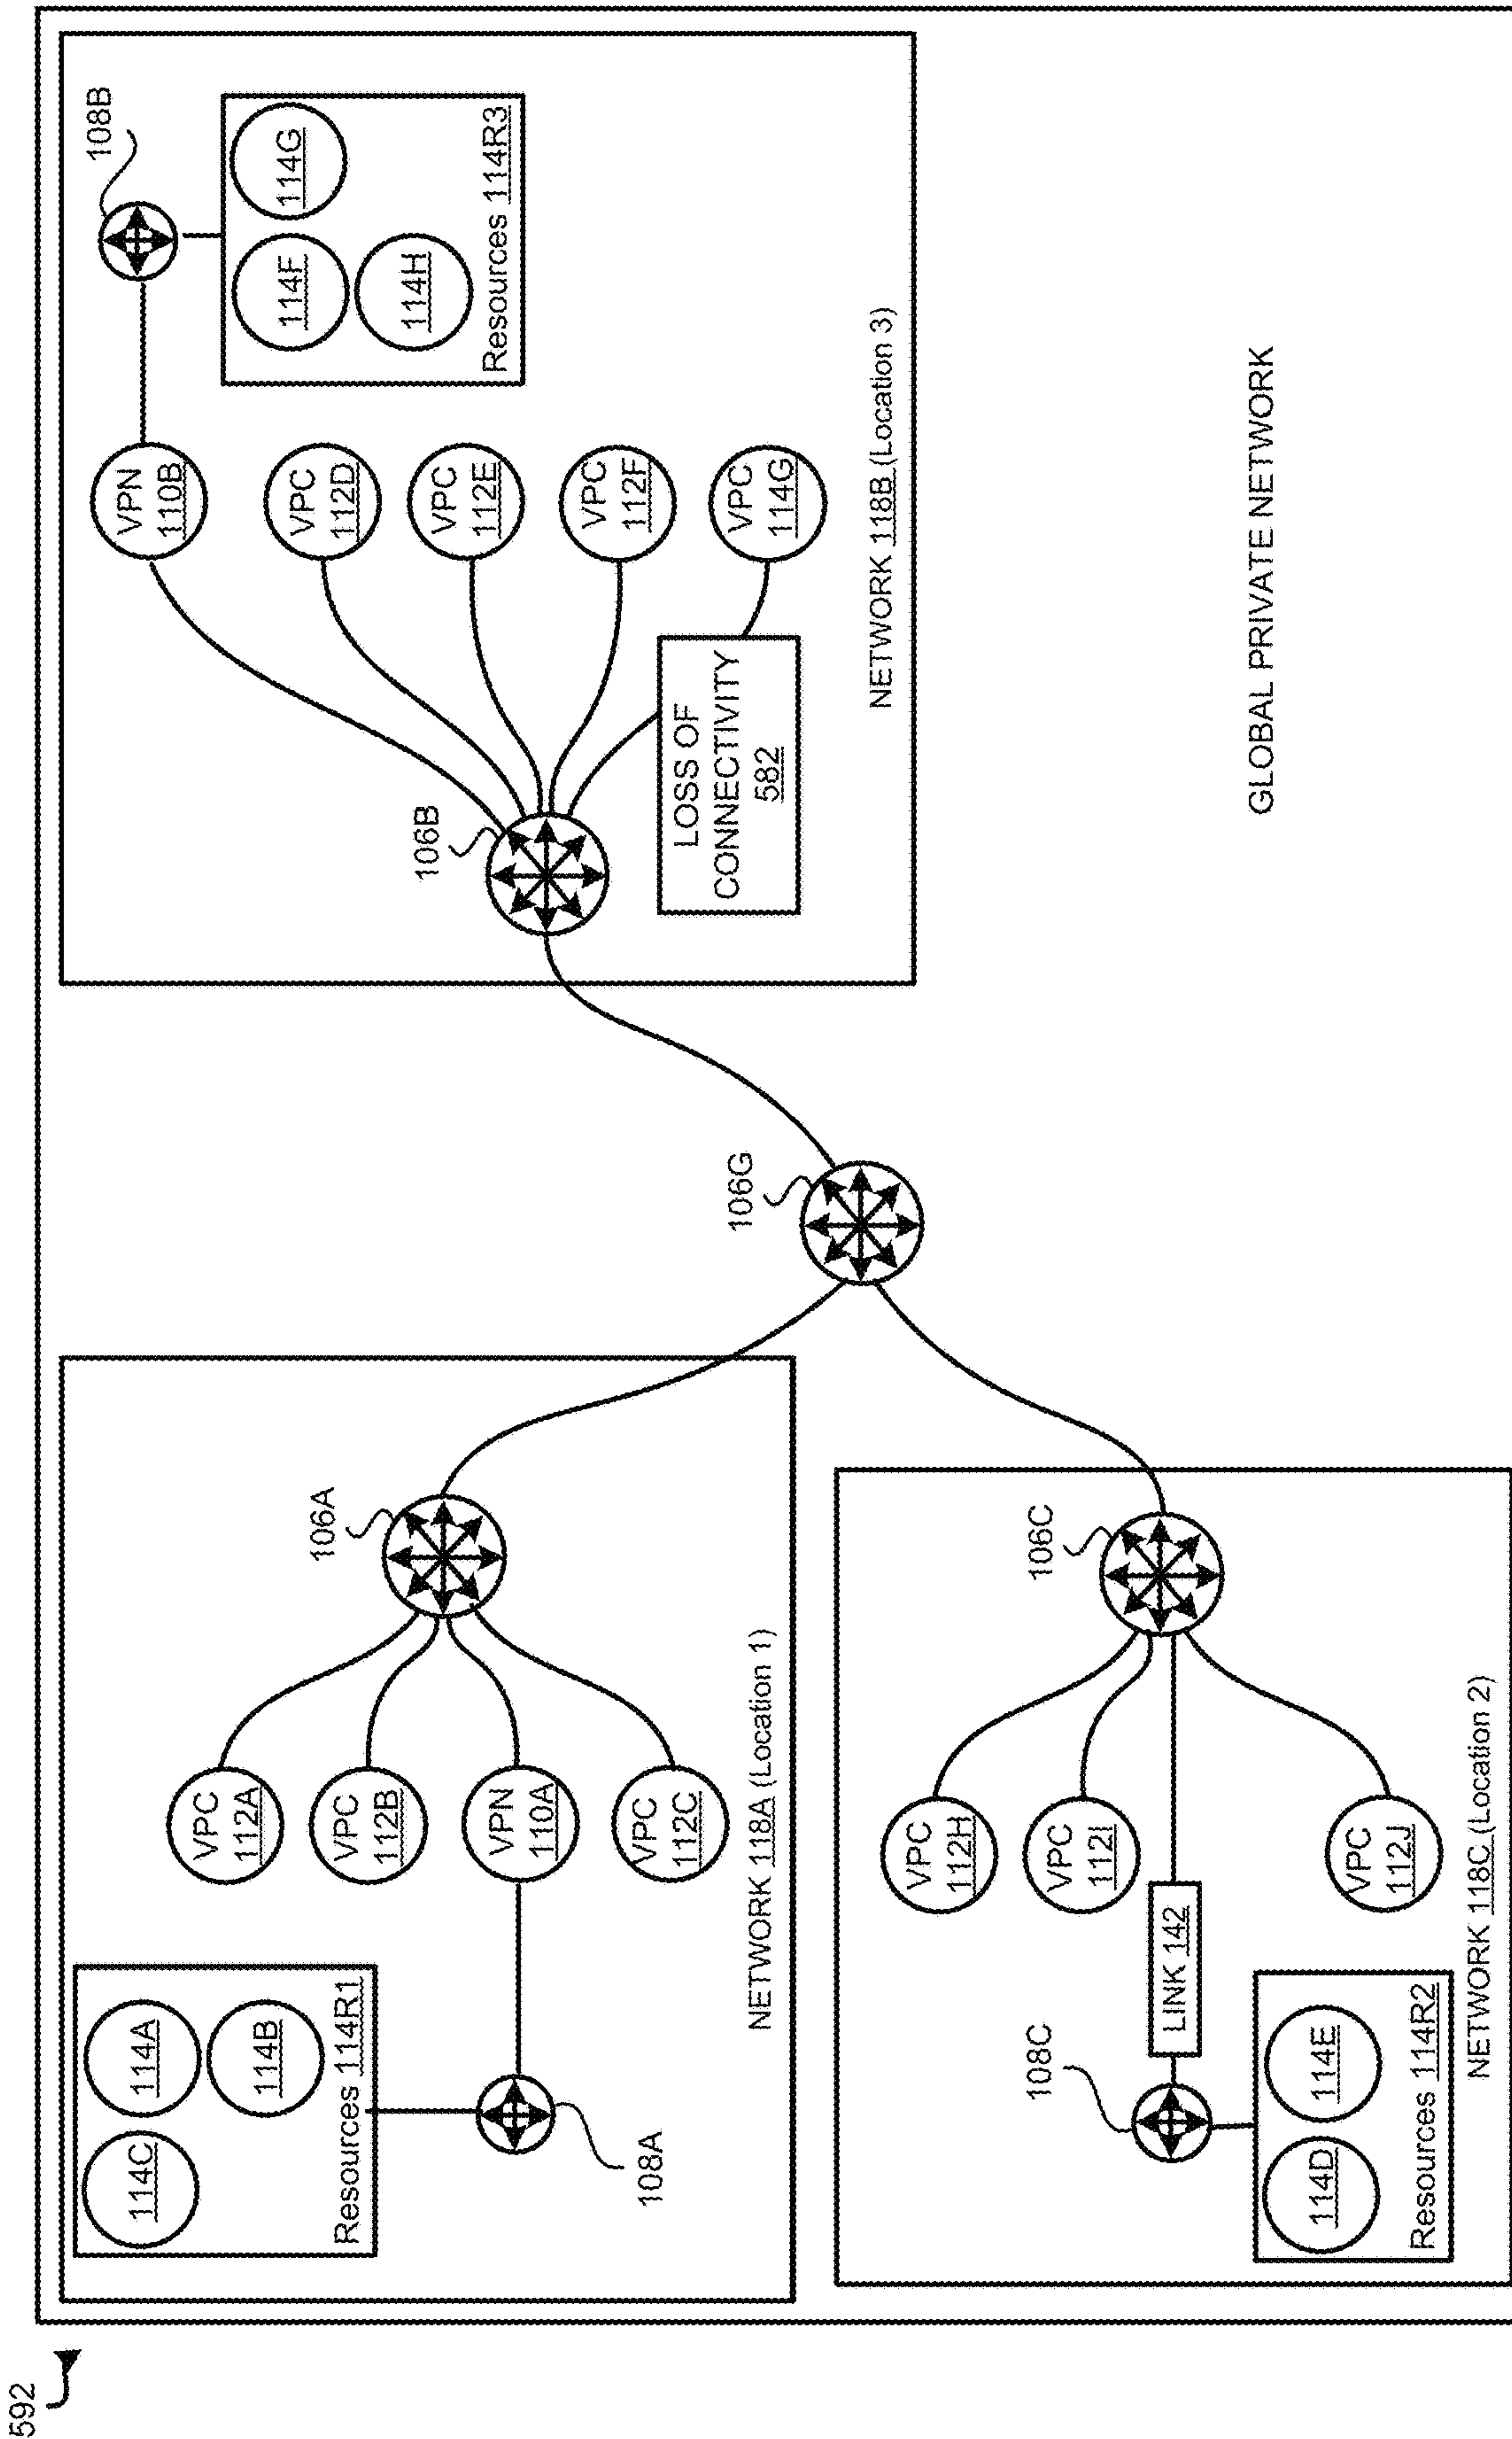 592
114C
114A
114B
Resources 114R1
108A
VPC
112A
VPC
112B
VPN
110A
VPC
112C
106A
NETWORK 118A (Location 1)
108C
LINK 142
114D
114E
Resources 114R2
VPC
112H
VPC
112I
VPC
112J
106C
NETWORK 118C (Location 2)
106G
106B
LOSS OF
CONNECTIVITY
582
VPN
110B
VPC
112D
VPC
112E
VPC
112F
VPC
114G
108B
114F
114G
114H
Resources 114R3
NETWORK 118B (Location 3)
GLOBAL PRIVATE NETWORK